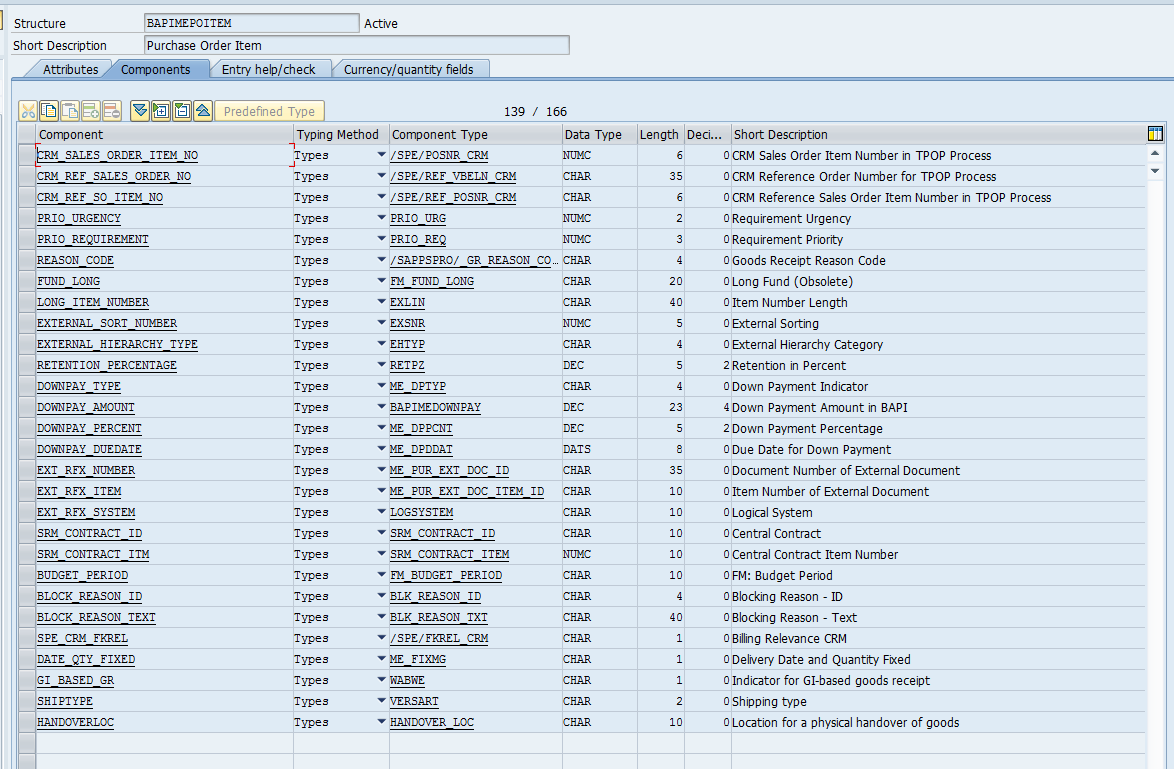 Structure BAPIMEPOITEM Active
Short Description Purchase Order Item
Attributes Components Entry help/check Currency/quantity fields
Predefined Type 139 / 166
Component Typing Method Component Type Data Type Length Deci... Short Description
CRM_SALES_ORDER_ITEM_NO Types /SPE/POSNR_CRM NUMC 6 0 CRM Sales Order Item Number in TPOP Process
CRM_REF_SALES_ORDER_NO Types /SPE/REF_VBELN_CRM CHAR 35 0 CRM Reference Order Number for TPOP Process
CRM_REF_SO_ITEM_NO Types /SPE/REF_POSNR_CRM CHAR 6 0 CRM Reference Sales Order Item Number in TPOP Process
PRIO_URGENCY Types PRIO_URG NUMC 2 0 Requirement Urgency
PRIO_REQUIREMENT Types PRIO_REQ NUMC 3 0 Requirement Priority
REASON_CODE Types /SAPPSPRO/_GR_REASON_CO... CHAR 4 0 Goods Receipt Reason Code
FUND_LONG Types FM_FUND_LONG CHAR 20 0 Long Fund (Obsolete)
LONG_ITEM_NUMBER Types EXLIN CHAR 40 0 Item Number Length
EXTERNAL_SORT_NUMBER Types EXSNR NUMC 5 0 External Sorting
EXTERNAL_HIERARCHY_TYPE Types EHTYP CHAR 4 0 External Hierarchy Category
RETENTION_PERCENTAGE Types RETPZ DEC 5 2 Retention in Percent
DOWNPAY_TYPE Types ME_DPTYP CHAR 4 0 Down Payment Indicator
DOWNPAY_AMOUNT Types BAPIMEDOWNPAY DEC 23 4 Down Payment Amount in BAPI
DOWNPAY_PERCENT Types ME_DPPCNT DEC 5 2 Down Payment Percentage
DOWNPAY_DUEDATE Types ME_DPDDAT DATS 8 0 Due Date for Down Payment
EXT_RFX_NUMBER Types ME_PUR_EXT_DOC_ID CHAR 35 0 Document Number of External Document
EXT_RFX_ITEM Types ME_PUR_EXT_DOC_ITEM_ID CHAR 10 0 Item Number of External Document
EXT_RFX_SYSTEM Types LOGSYSTEM CHAR 10 0 Logical System
SRM_CONTRACT_ID Types SRM_CONTRACT_ID CHAR 10 0 Central Contract
SRM_CONTRACT_ITM Types SRM_CONTRACT_ITEM NUMC 10 0 Central Contract Item Number
BUDGET_PERIOD Types FM_BUDGET_PERIOD CHAR 10 0 FM: Budget Period
BLOCK_REASON_ID Types BLK_REASON_ID CHAR 4 0 Blocking Reason - ID
BLOCK_REASON_TEXT Types BLK_REASON_TXT CHAR 40 0 Blocking Reason - Text
SPE_CRM_FKREL Types /SPE/FKREL_CRM CHAR 1 0 Billing Relevance CRM
DATE_QTY_FIXED Types ME_FIXMG CHAR 1 0 Delivery Date and Quantity Fixed
GI_BASED_GR Types WABWE CHAR 1 0 Indicator for GI-based goods receipt
SHIPTYPE Types VERSART CHAR 2 0 Shipping type
HANDOVERLOC Types HANDOVER_LOC CHAR 10 0 Location for a physical handover of goods